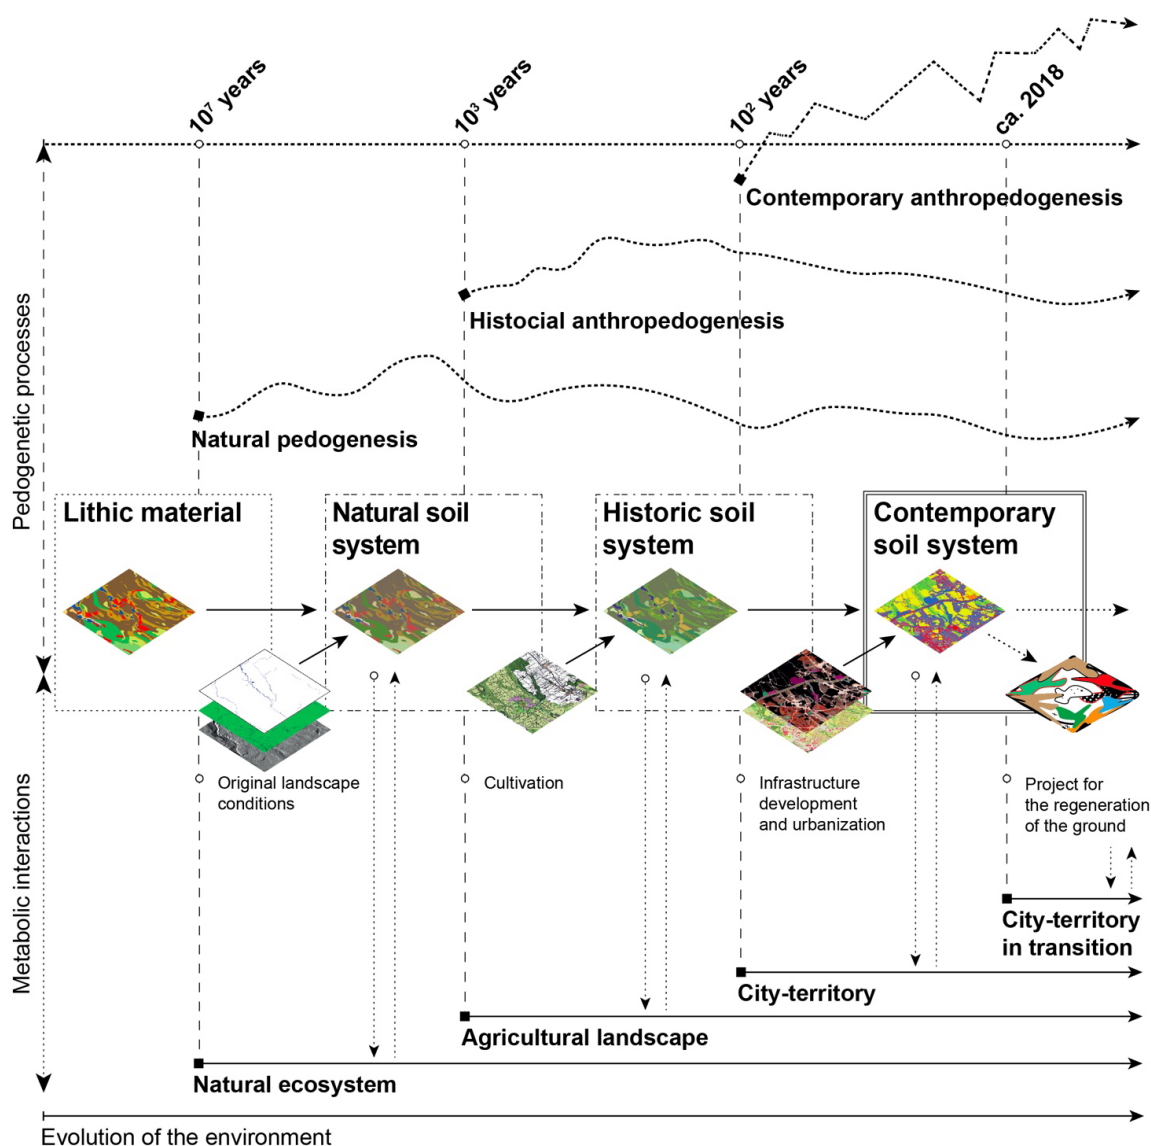 10⁷ years
10³ years
10² years
ca. 2018
Contemporary anthropedogenesis
Histocial anthropedogenesis
Natural pedogenesis
Pedogenetic processes
Lithic material
Natural soil
system
Historic soil
system
Contemporary
soil system
Original landscape
conditions
Cultivation
Infrastructure
development
and urbanization
Project for
the regeneration
of the ground
Metabolic interactions
City-territory
in transition
City-territory
Agricultural landscape
Natural ecosystem
Evolution of the environment